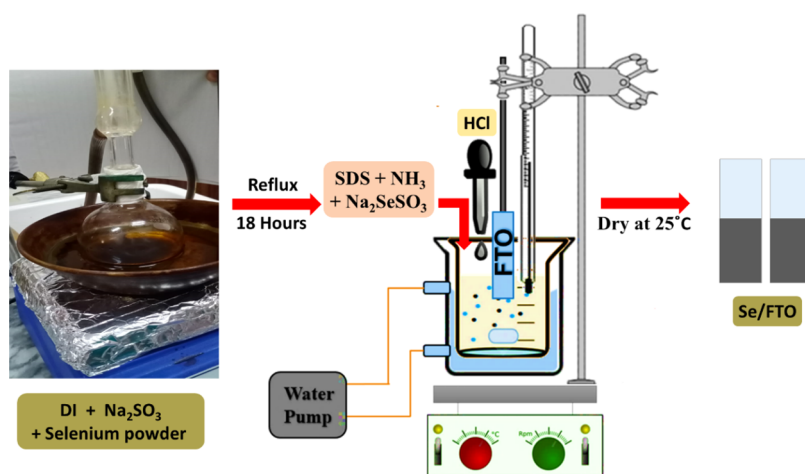 DI + Na₂SO₃
+ Selenium powder
Reflux
18 Hours
SDS + NH₃
+ Na₂SeSO₃
HCl
FTO
Water
Pump
°C
Rpm
Dry at 25°C
Se/FTO